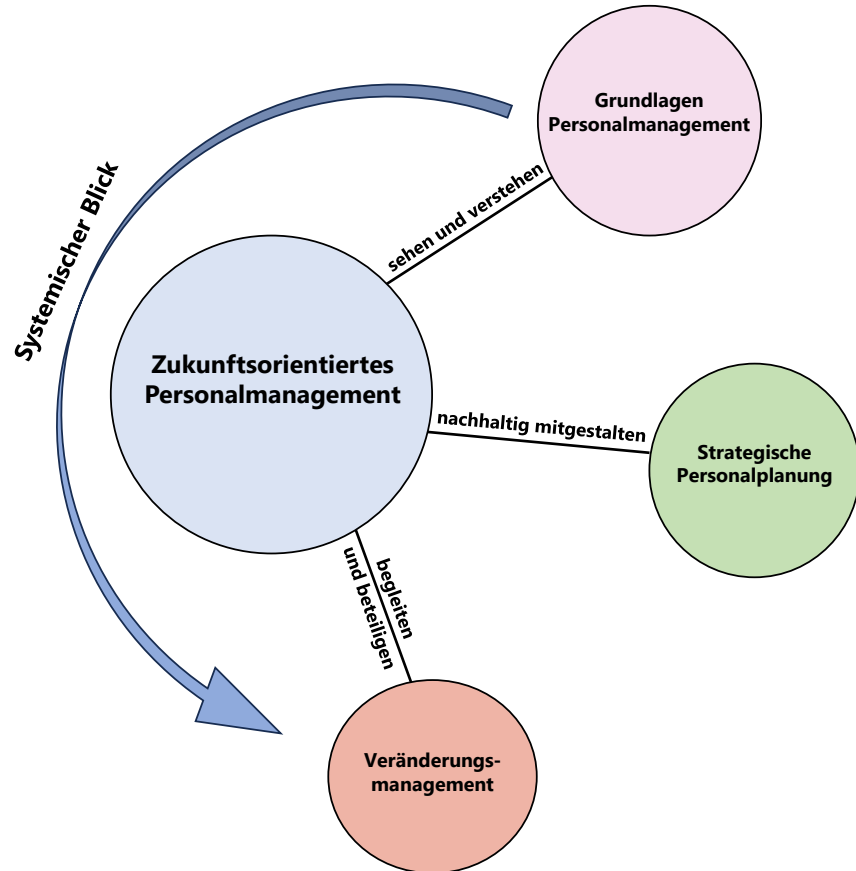 Grundlagen
Personalmanagement
sehen und verstehen
Systemischer Blick
Zukunftsorientiertes
Personalmanagement
nachhaltig mitgestalten
Strategische
Personalplanung
begleiten
und beteiligen
Veränderungs-
management